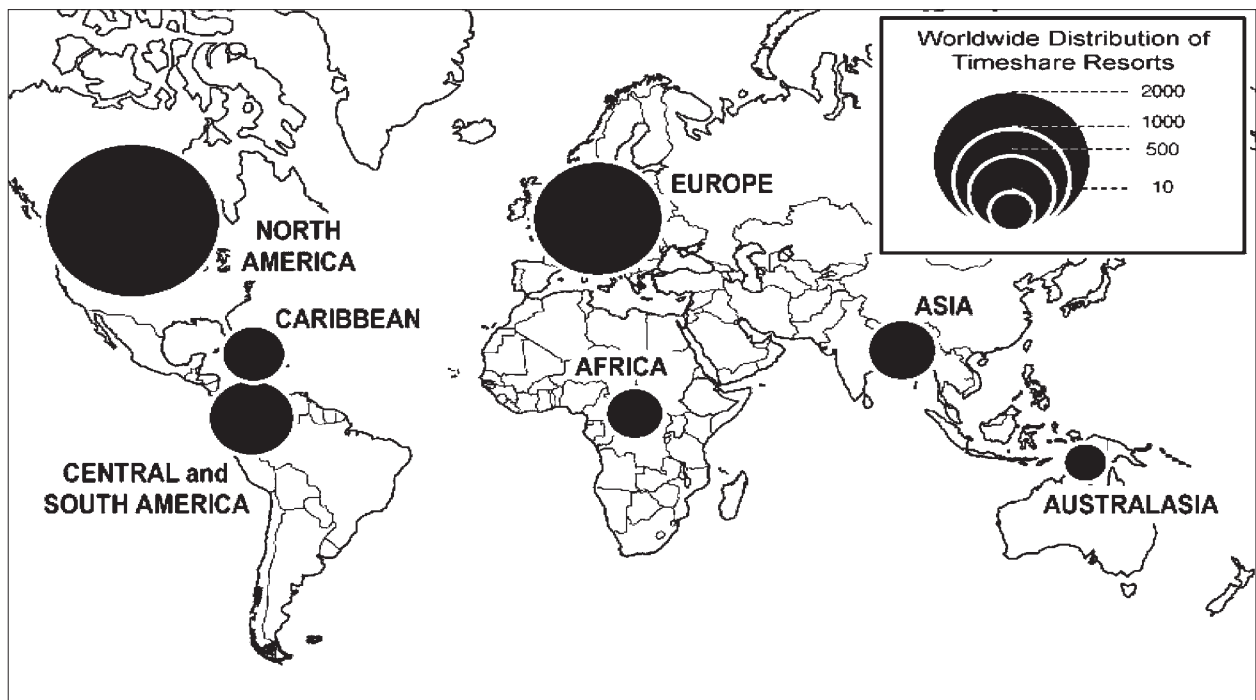 Worldwide Distribution of
Timeshare Resorts
2000
1000
500
10
EUROPE
NORTH
AMERICA
ASIA
CARIBBEAN
AFRICA
CENTRAL and
SOUTH AMERICA
AUSTRALASIA